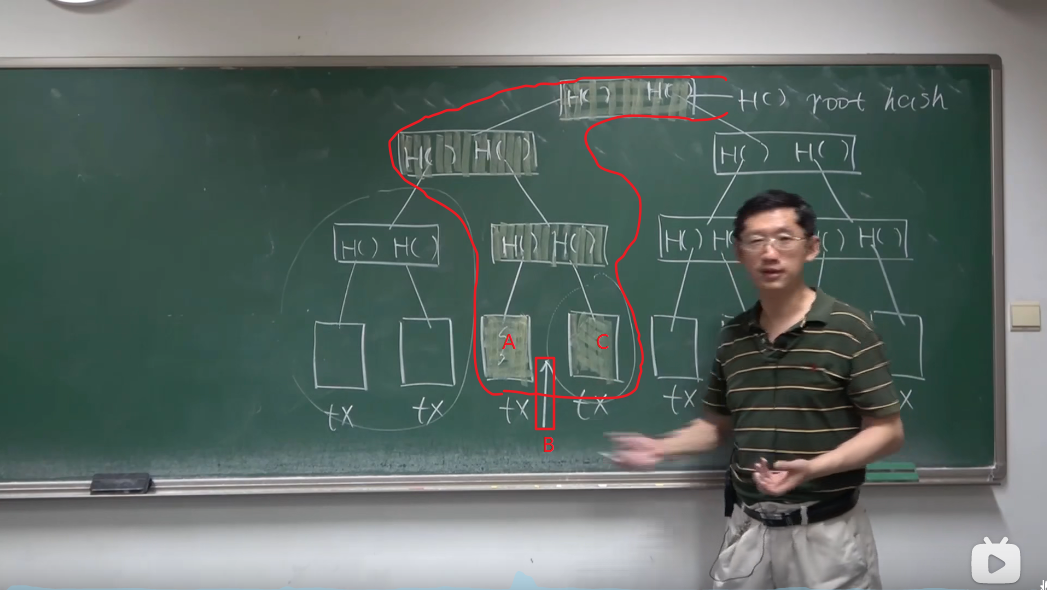 H( ) H( ) H( ) root hash
H( ) H( ) H( ) H( )
H( ) H( ) H( ) H( ) H( ) H( ) H( )
A C
tx tx tx tx tx
B